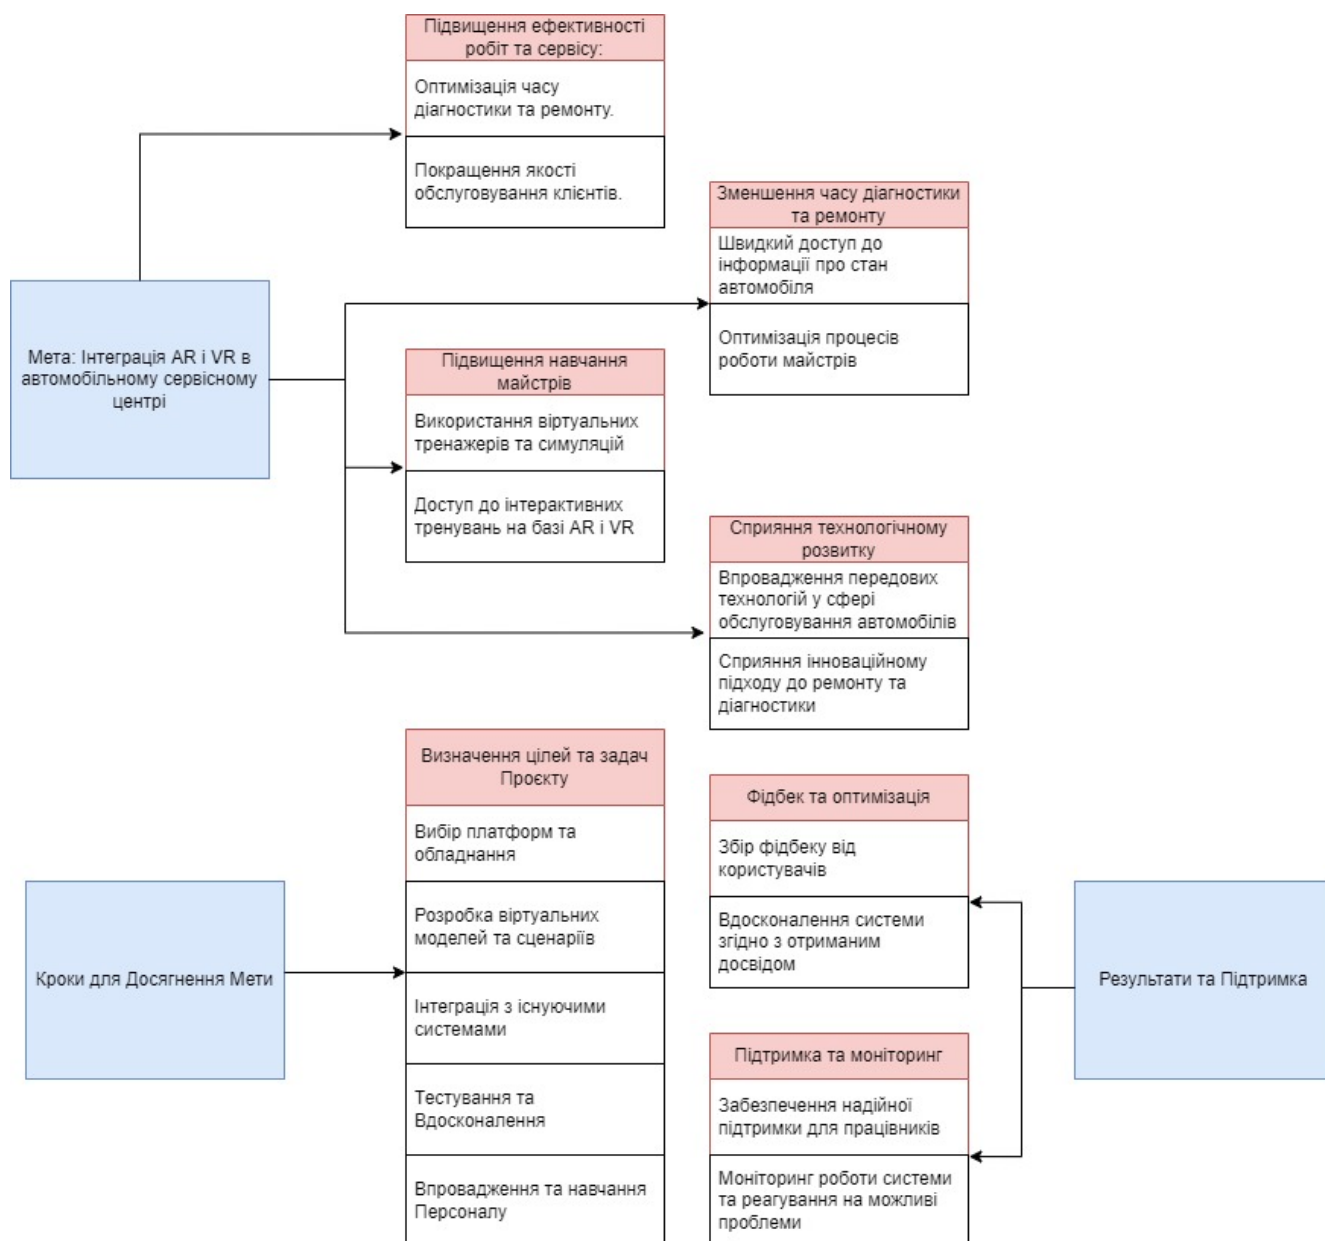 Підвищення ефективності
робіт та сервісу:
Оптимізація часу
діагностики та ремонту.
Покращення якості
обслуговування клієнтів.
Зменшення часу діагностики
та ремонту
Швидкий доступ до
інформації про стан
автомобіля
Оптимізація процесів
роботи майстрів
Мета: Інтеграція AR і VR в
автомобільному сервісному
центрі
Підвищення навчання
майстрів
Використання віртуальних
тренажерів та симуляцій
Доступ до інтерактивних
тренувань на базі AR і VR
Сприяння технологічному
розвитку
Впровадження передових
технологій у сфері
обслуговування автомобілів
Сприяння інноваційному
підходу до ремонту та
діагностики
Визначення цілей та задач
Проєкту
Вибір платформ та
обладнання
Розробка віртуальних
моделей та сценаріїв
Інтеграція з існуючими
системами
Тестування та
Вдосконалення
Впровадження та навчання
Персоналу
Кроки для Досягнення Мети
Фідбек та оптимізація
Збір фідбеку від
користувачів
Вдосконалення системи
згідно з отриманим
досвідом
Підтримка та моніторинг
Забезпечення надійної
підтримки для працівників
Моніторинг роботи системи
та реагування на можливі
проблеми
Результати та Підтримка